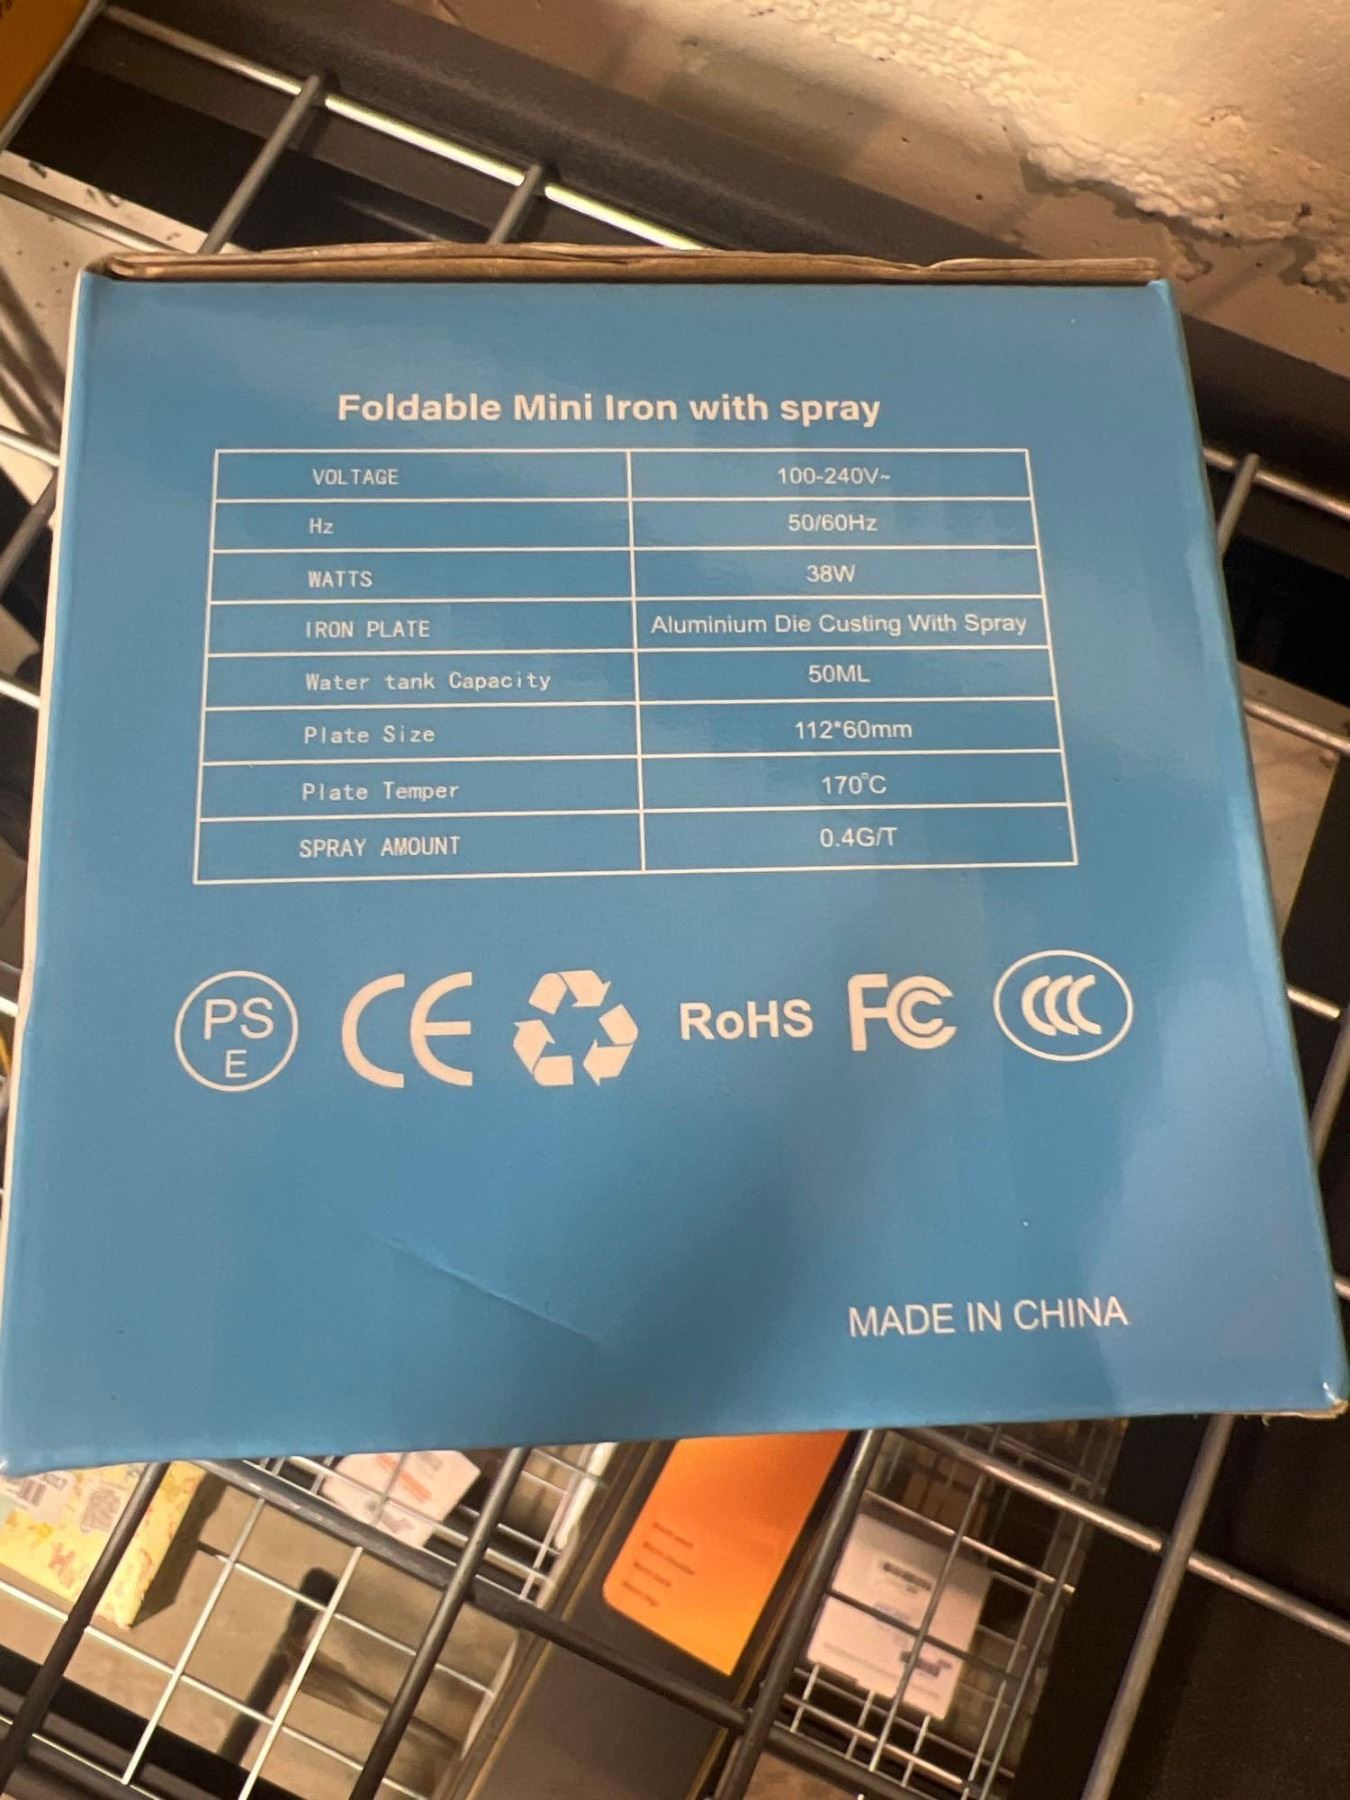 Foldable Mini Iron with spray
VOLTAGE 100-240V~
Hz 50/60Hz
WATTS 38W
IRON PLATE Aluminium Die Custing With Spray
Water tank Capacity 50ML
Plate Size 112*60mm
Plate Temper 170℃
SPRAY AMOUNT 0.4G/T
PS
E
CE
RoHS
FC
CCC
MADE IN CHINA